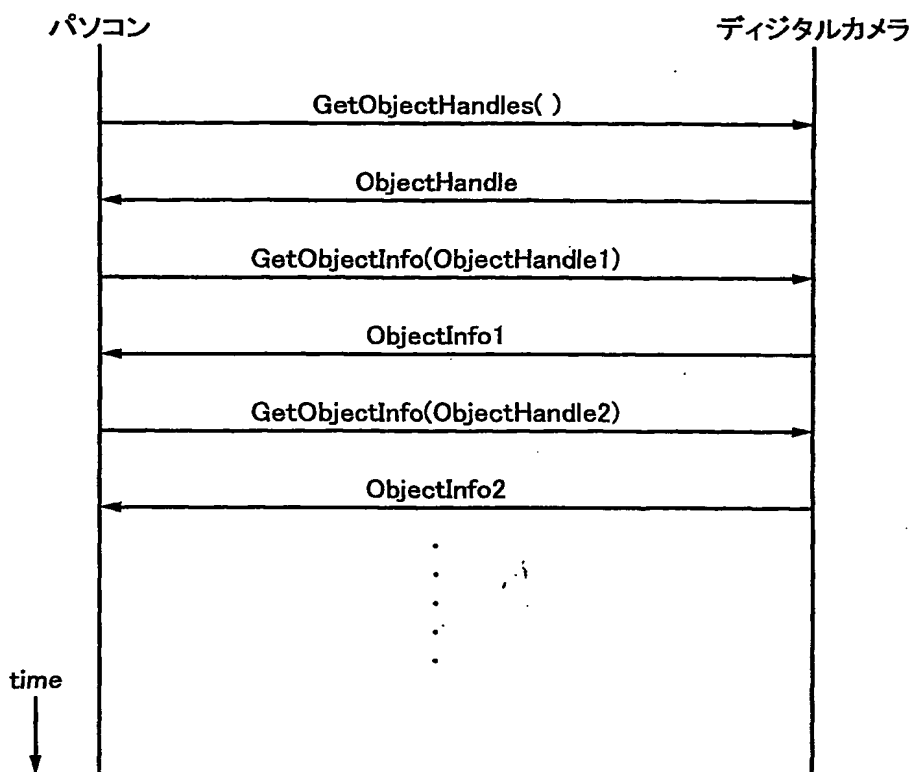 パソコン
ディジタルカメラ
GetObjectHandles( )
ObjectHandle
GetObjectInfo(ObjectHandle1)
ObjectInfo1
GetObjectInfo(ObjectHandle2)
ObjectInfo2
time